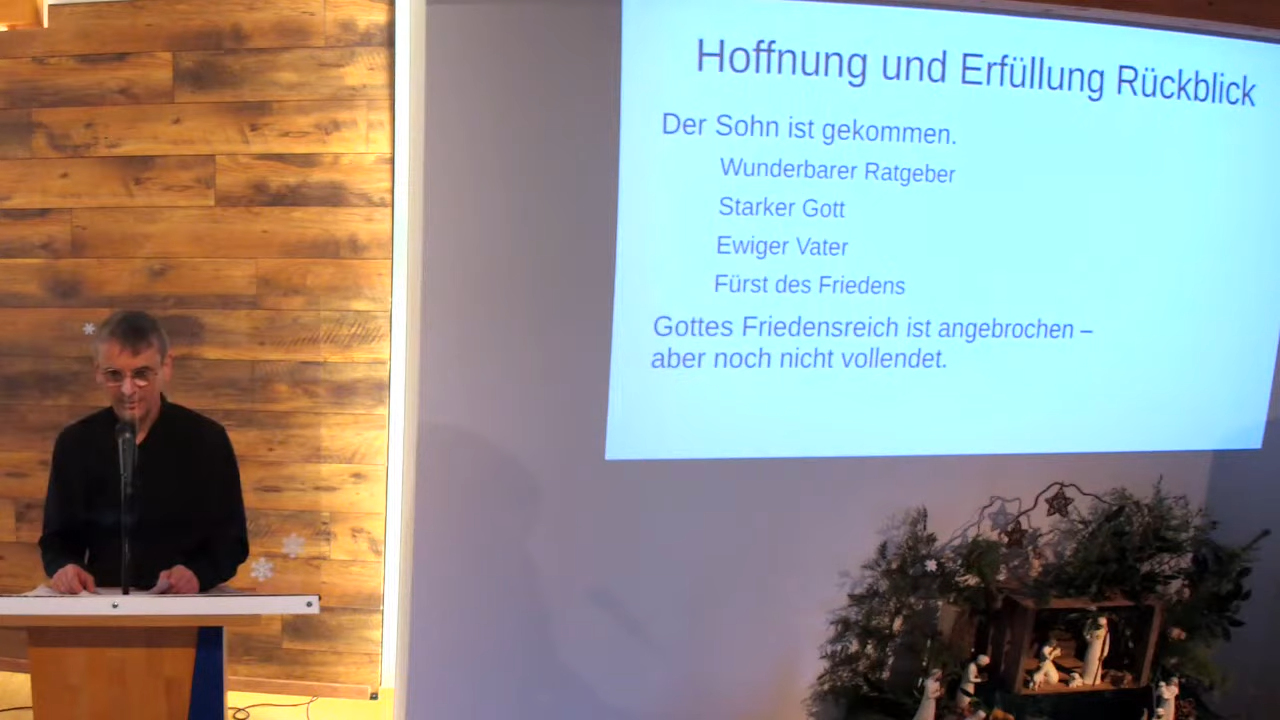 Hoffnung und Erfüllung Rückblick
Der Sohn ist gekommen.
Wunderbarer Ratgeber
Starker Gott
Ewiger Vater
Fürst des Friedens
Gottes Friedensreich ist angebrochen –
aber noch nicht vollendet.